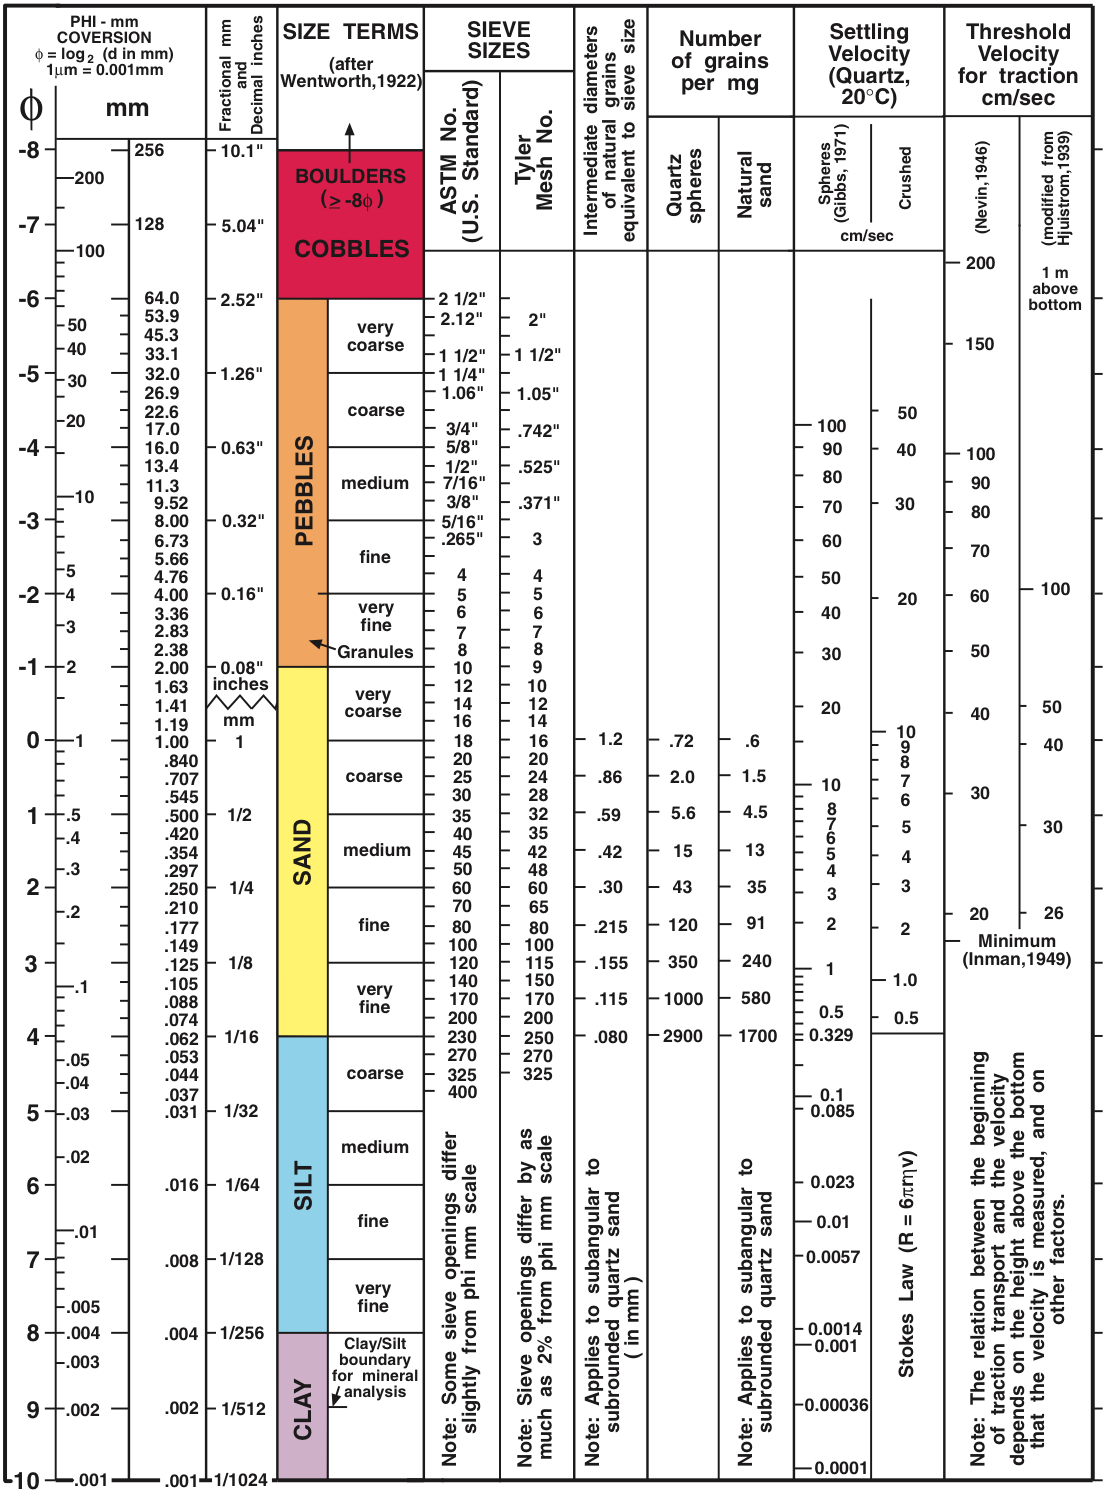 PHI - mm
COVERSION
ϕ = log₂ (d in mm)
1μm = 0.001mm
ϕ
mm
Fractional mm
and
Decimal inches
SIZE TERMS
(after
Wentworth,1922)
SIEVE
SIZES
ASTM No.
(U.S. Standard)
Tyler
Mesh No.
Intermediate diameters
of natural grains
equivalent to sieve size
Number
of grains
per mg
Quartz
spheres
Natural
sand
Settling
Velocity
(Quartz,
20°C)
Spheres
(Gibbs, 1971)
Crushed
cm/sec
Threshold
Velocity
for traction
cm/sec
(Nevin,1946)
(modified from
Hjuistrom,1939)
1 m
above
bottom
-8
-7
-6
-5
-4
-3
-2
-1
0
1
2
3
4
5
6
7
8
9
10
200
100
50
40
30
20
10
5
4
3
2
1
.5
.4
.3
.2
.1
.05
.04
.03
.02
.01
.005
.004
.003
.002
.001
256
128
64.0
53.9
45.3
33.1
32.0
26.9
22.6
17.0
16.0
13.4
11.3
9.52
8.00
6.73
5.66
4.76
4.00
3.36
2.83
2.38
2.00
1.63
1.41
1.19
1.00
.840
.707
.545
.500
.420
.354
.297
.250
.210
.177
.149
.125
.105
.088
.074
.062
.053
.044
.037
.031
.016
.008
.004
.002
.001
10.1"
5.04"
2.52"
1.26"
0.63"
0.32"
0.16"
0.08"
inches
mm
1
1/2
1/4
1/8
1/16
1/32
1/64
1/128
1/256
1/512
1/1024
BOULDERS
(≥ -8ϕ)
COBBLES
PEBBLES
SAND
SILT
CLAY
very
coarse
coarse
medium
fine
very
fine
Granules
very
coarse
coarse
medium
fine
very
fine
coarse
medium
fine
very
fine
Clay/Silt
boundary
for mineral
analysis
2 1/2"
2.12"
1 1/2"
1 1/4"
1.06"
3/4"
5/8"
1/2"
7/16"
3/8"
5/16"
.265"
4
5
6
7
8
10
12
14
16
18
20
25
30
35
40
45
50
60
70
80
100
120
140
170
200
230
270
325
400
Note: Some sieve openings differ
slightly from phi mm scale
2"
1 1/2"
1.05"
.742"
.525"
.371"
3
4
5
6
7
8
9
10
12
14
16
20
24
28
32
35
42
48
60
65
80
100
115
150
170
200
250
270
325
Note: Sieve openings differ by as
much as 2% from phi mm scale
1.2
.86
.59
.42
.30
.215
.155
.115
.080
Note: Applies to subangular to
subrounded quartz sand
( in mm )
.72
2.0
5.6
15
43
120
350
1000
2900
.6
1.5
4.5
13
35
91
240
580
1700
Note: Applies to subangular to
subrounded quartz sand
100
90
80
70
60
50
40
30
20
10
8
7
6
5
4
3
2
1
0.5
0.329
0.1
0.085
0.023
0.01
0.0057
0.0014
0.001
0.00036
0.0001
50
40
30
20
10
9
8
7
6
5
4
3
2
1.0
0.5
Stokes Law (R = 6πrηv)
200
150
100
90
80
70
60
50
40
30
20
100
50
40
30
26
Minimum
(Inman,1949)
Note: The relation between the beginning
of traction transport and the velocity
depends on the height above the bottom
that the velocity is measured, and on
other factors.